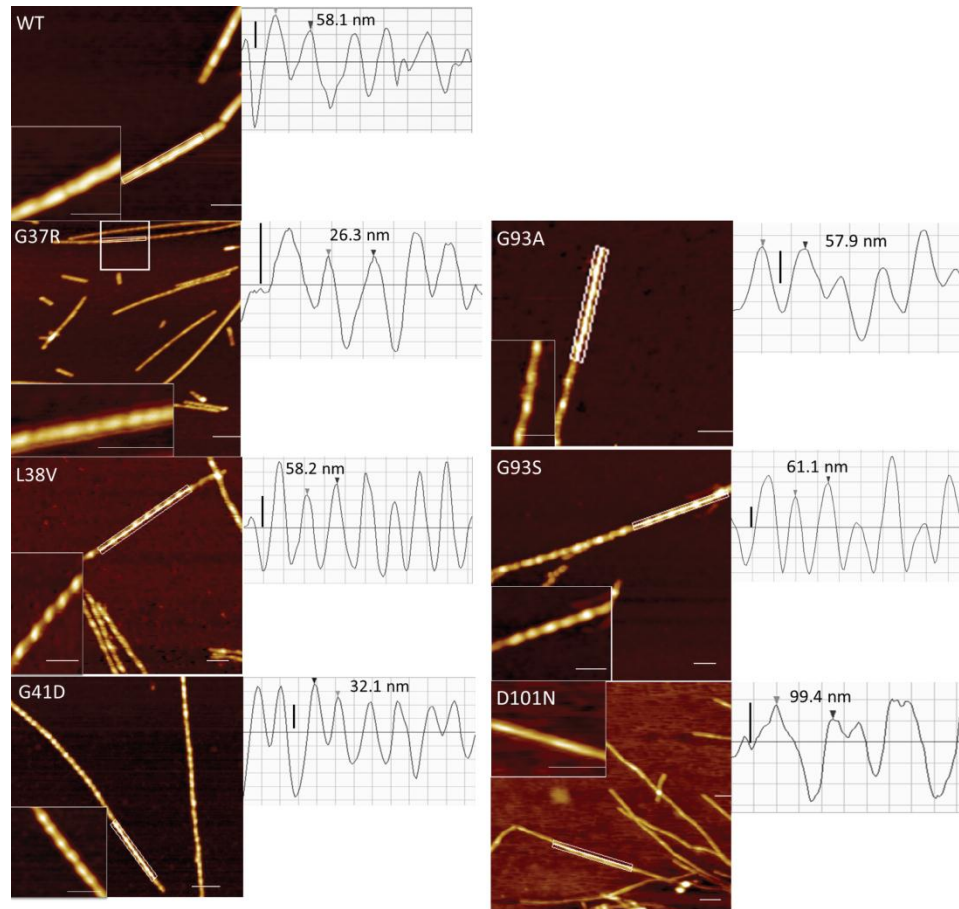 WT
58.1 nm
G37R
26.3 nm
G93A
57.9 nm
L38V
58.2 nm
G93S
61.1 nm
G41D
32.1 nm
D101N
99.4 nm